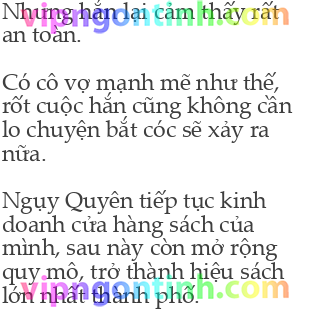 Nhưng hắn lại cảm thấy rất
vipngontinh.com
an toàn.
Có cô vợ mạnh mẽ như thế,
rốt cuộc hắn cũng không cần
lo chuyện bắt cóc sẽ xảy ra
nữa.
Ngụy Quyên tiếp tục kinh
doanh cửa hàng sách của
mình, sau này còn mở rộng
quy mô, trở thành hiệu sách
vipngontinh.com
lớn nhất thành phố.